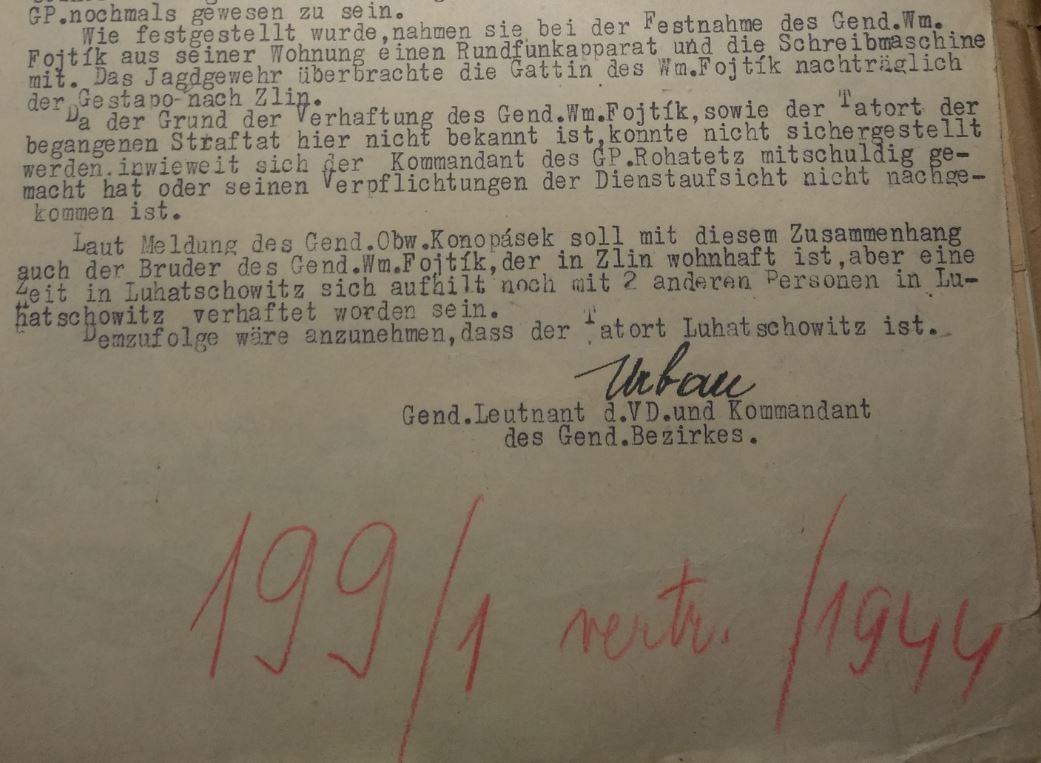 GP.nochmals gewesen zu sein.
Wie festgestellt wurde,nahmen sie bei der Festnahme des Gend.Wm.
Fojtík aus seiner Wohnung einen Rundfunkapparat und die Schreibmaschine
mit. Das Jagdgewehr überbrachte die Gattin des Wm.Fojtík nachträglich
der Gestapo nach Zlin.
Da der Grund der Verhaftung des Gend.Wm.Fojtík,sowie der Tatort der
begangenen Straftat hier nicht bekannt ist,konnte nicht sichergestellt
werden.inwieweit sich der Kommandant des GP.Rohatetz mitschuldig ge-
macht hat oder seinen Verpflichtungen der Dienstaufsicht nicht nachge-
kommen ist.
Laut Meldung des Gend.Obw.Konopásek soll mit diesem Zusammenhang
auch der Bruder des Gend.Wm.Fojtík,der in Zlin wohnhaft ist,aber eine
Zeit in Luhatschowitz sich aufhilt noch mit 2 anderen Personen in Lu-
hatschowitz verhaftet worden sein.
Demzufolge wäre anzunehmen,dass der Tatort Luhatschowitz ist.
Urban
Gend.Leutnant d.VD.und Kommandant
des Gend.Bezirkes.
199/1 vertr. /1944